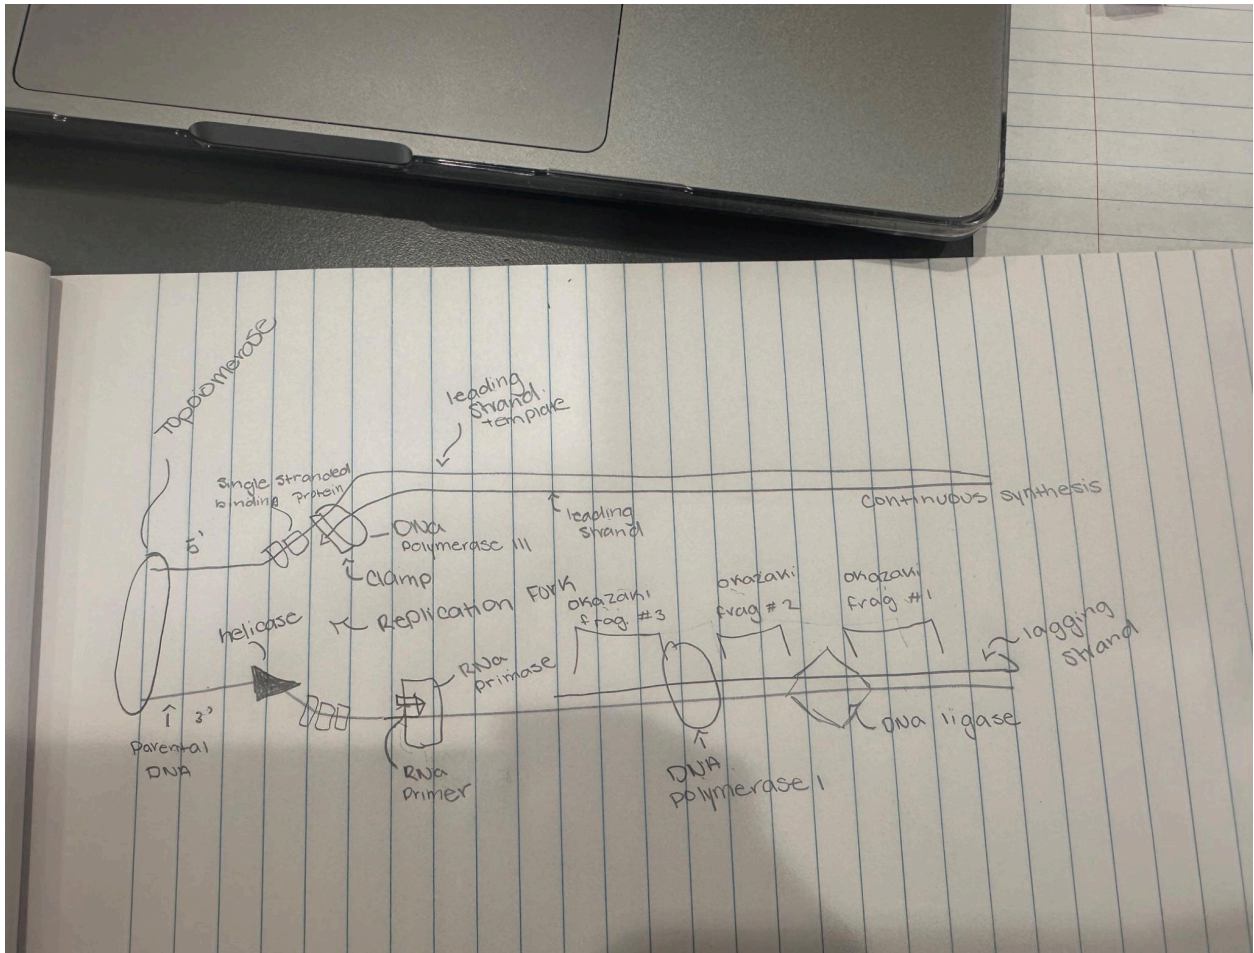 Topoiomerase
leading
strand
template
Single stranded
binding protein
5'
DNA
Polymerase III
leading
strand
continuous synthesis
clamp
Replication Fork
helicase
okazaki
frag. #3
okazaki
frag #2
okazaki
frag #1
lagging
strand
RNA
primase
3'
Parental
DNA
RNA
Primer
DNA
Polymerase I
DNA ligase